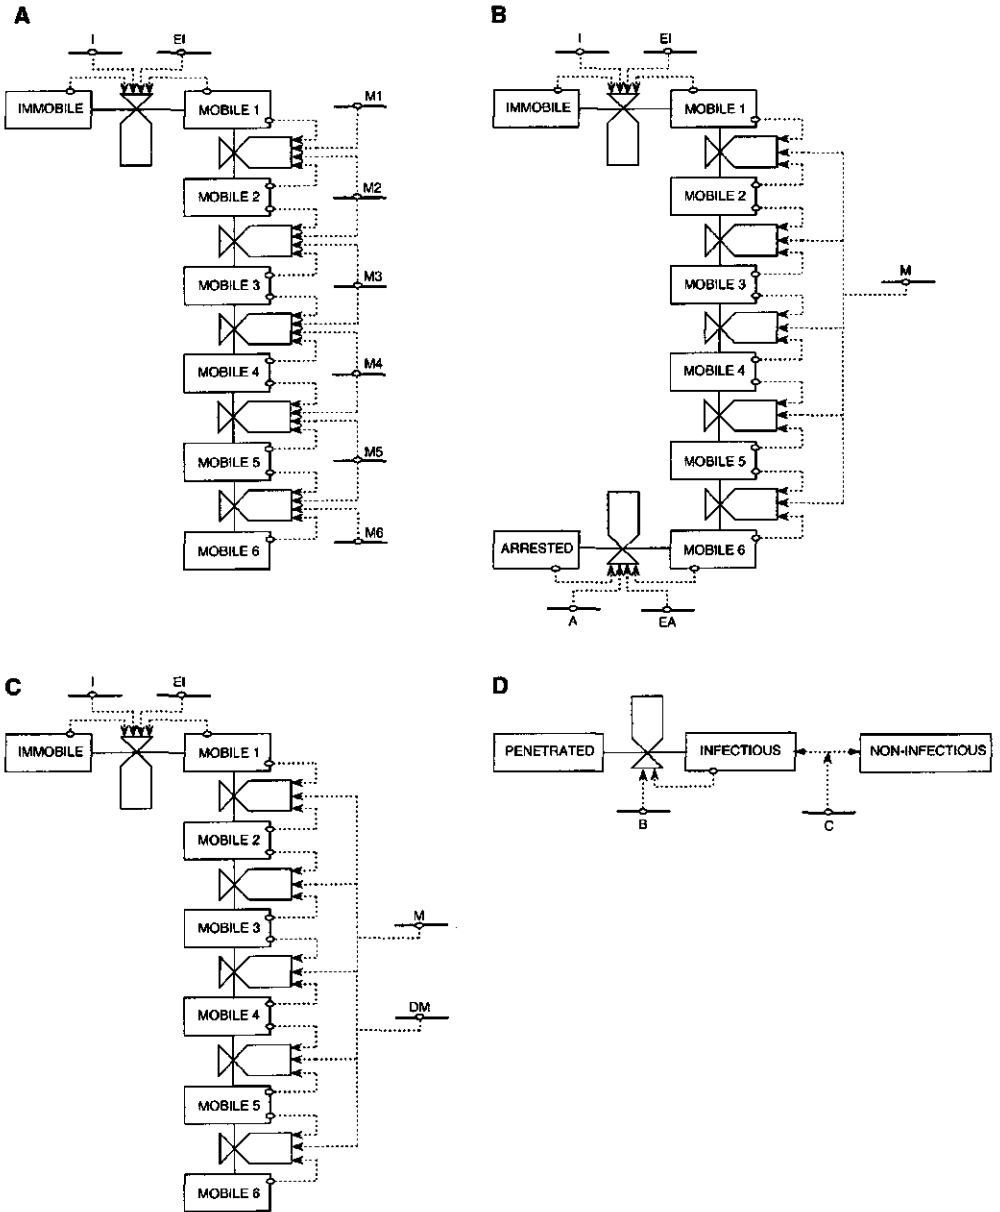 A
I EI
IMMOBILE MOBILE 1
M1
MOBILE 2
M2
MOBILE 3
M3
MOBILE 4
M4
MOBILE 5
M5
MOBILE 6
M6
B
I EI
IMMOBILE MOBILE 1
MOBILE 2
MOBILE 3
M
MOBILE 4
MOBILE 5
ARRESTED MOBILE 6
A EA
C
I EI
IMMOBILE MOBILE 1
MOBILE 2
MOBILE 3
M
MOBILE 4
DM
MOBILE 5
MOBILE 6
D
PENETRATED INFECTIOUS NON-INFECTIOUS
B C